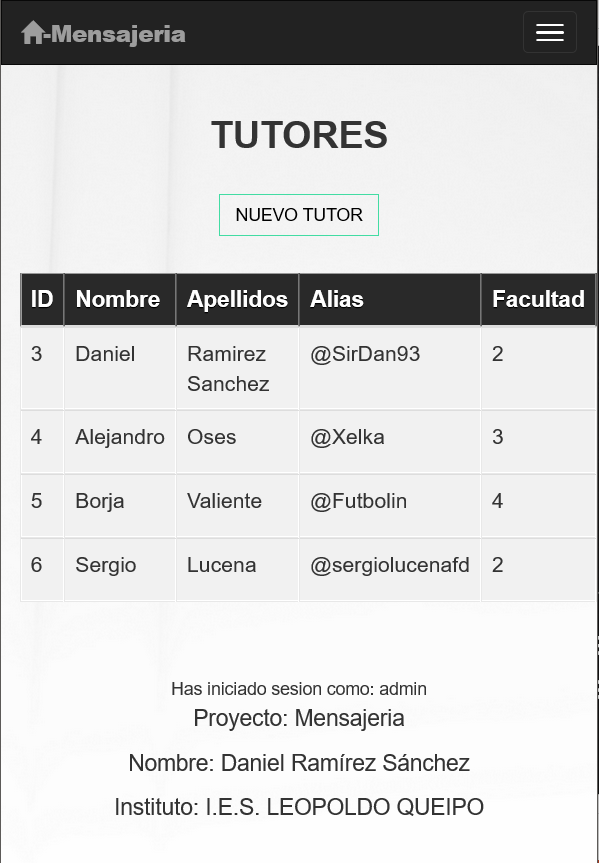 -Mensajeria
TUTORES
NUEVO TUTOR
ID Nombre Apellidos Alias Facultad
3 Daniel Ramirez Sanchez @SirDan93 2
4 Alejandro Oses @Xelka 3
5 Borja Valiente @Futbolin 4
6 Sergio Lucena @sergiolucenafd 2
Has iniciado sesion como: admin
Proyecto: Mensajeria
Nombre: Daniel Ramírez Sánchez
Instituto: I.E.S. LEOPOLDO QUEIPO